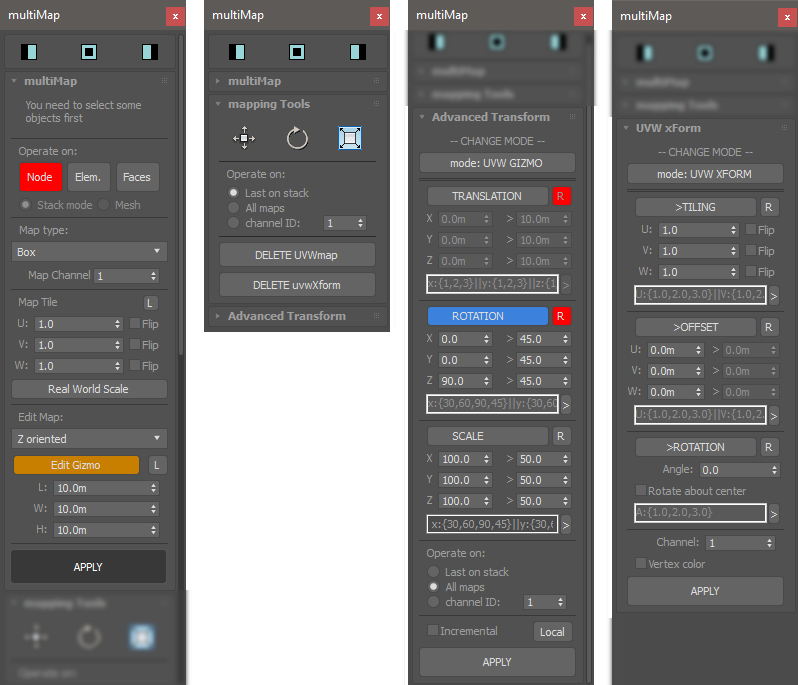 multiMap
x
multiMap
You need to select some
objects first
Operate on:
Node Elem. Faces
Stack mode Mesh
Map type:
Box
Map Channel 1
Map Tile L
U: 1.0 Flip
V: 1.0 Flip
W: 1.0 Flip
Real World Scale
Edit Map:
Z oriented
Edit Gizmo L
L: 10.0m
W: 10.0m
H: 10.0m
APPLY
mapping Tools
Operate on:
multiMap
x
multiMap
mapping Tools
Operate on:
Last on stack
All maps
channel ID: 1
DELETE UVWmap
DELETE uvwXform
Advanced Transform
multiMap
x
multiMap
mapping Tools
Advanced Transform
-- CHANGE MODE --
mode: UVW GIZMO
TRANSLATION R
X 0.0m > 10.0m
Y 0.0m > 10.0m
Z 0.0m > 10.0m
x:{1,2,3}||y:{1,2,3}||z:{1 >
ROTATION R
X 0.0 > 45.0
Y 0.0 > 45.0
Z 90.0 > 45.0
x:{30,60,90,45}||y:{30,60 >
SCALE R
X 100.0 > 50.0
Y 100.0 > 50.0
Z 100.0 > 50.0
x:{30,60,90,45}||y:{30,6 >
Operate on:
Last on stack
All maps
channel ID: 1
Incremental Local
APPLY
multiMap
x
multiMap
mapping Tools
UVW xForm
-- CHANGE MODE --
mode: UVW XFORM
>TILING R
U: 1.0 Flip
V: 1.0 Flip
W: 1.0 Flip
U:{1.0,2.0,3.0}||V:{1.0,2. >
>OFFSET R
U: 0.0m > 0.0m
V: 0.0m > 0.0m
W: 0.0m > 0.0m
U:{1.0,2.0,3.0}||V:{1.0,2. >
>ROTATION R
Angle: 0.0
Rotate about center
A:{1.0,2.0,3.0} >
Channel: 1
Vertex color
APPLY